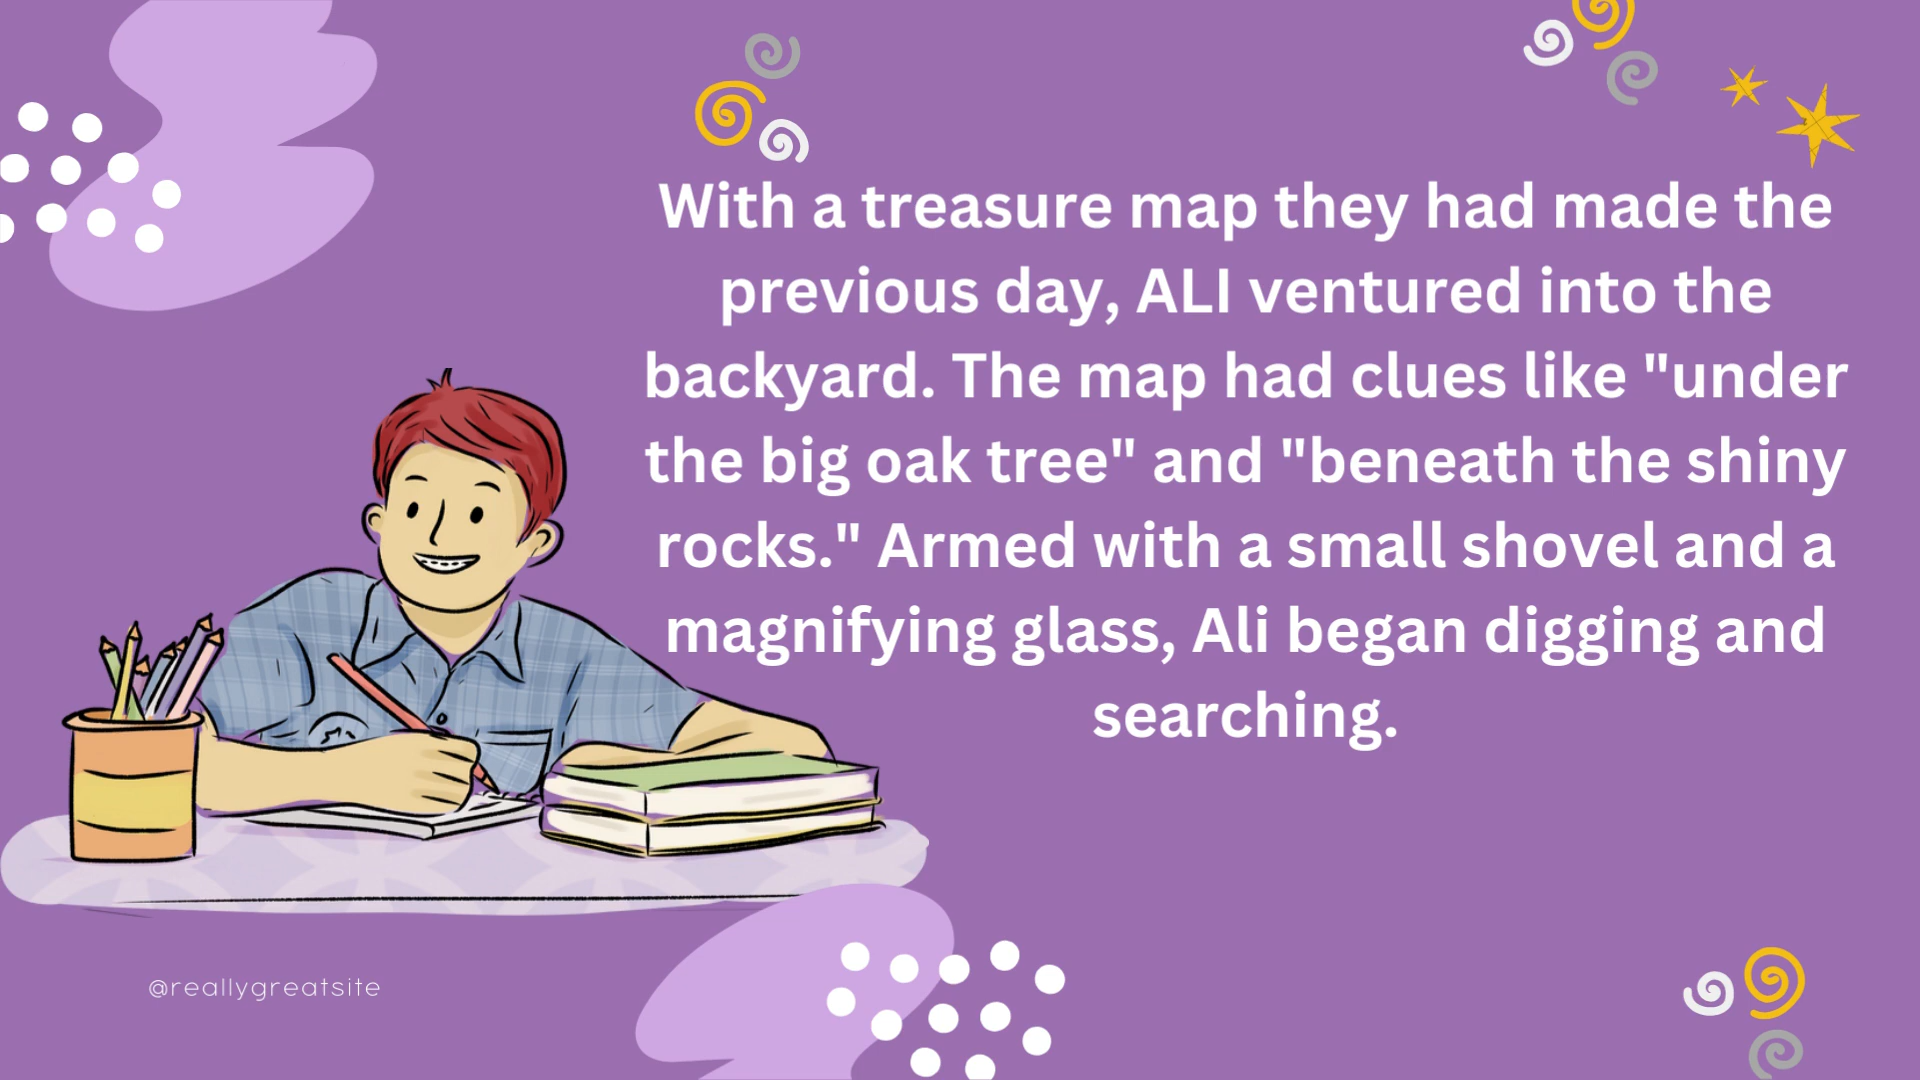 With a treasure map they had made the
previous day, ALI ventured into the
backyard. The map had clues like "under
the big oak tree" and "beneath the shiny
rocks." Armed with a small shovel and a
magnifying glass, Ali began digging and
searching.
@reallygreatsite